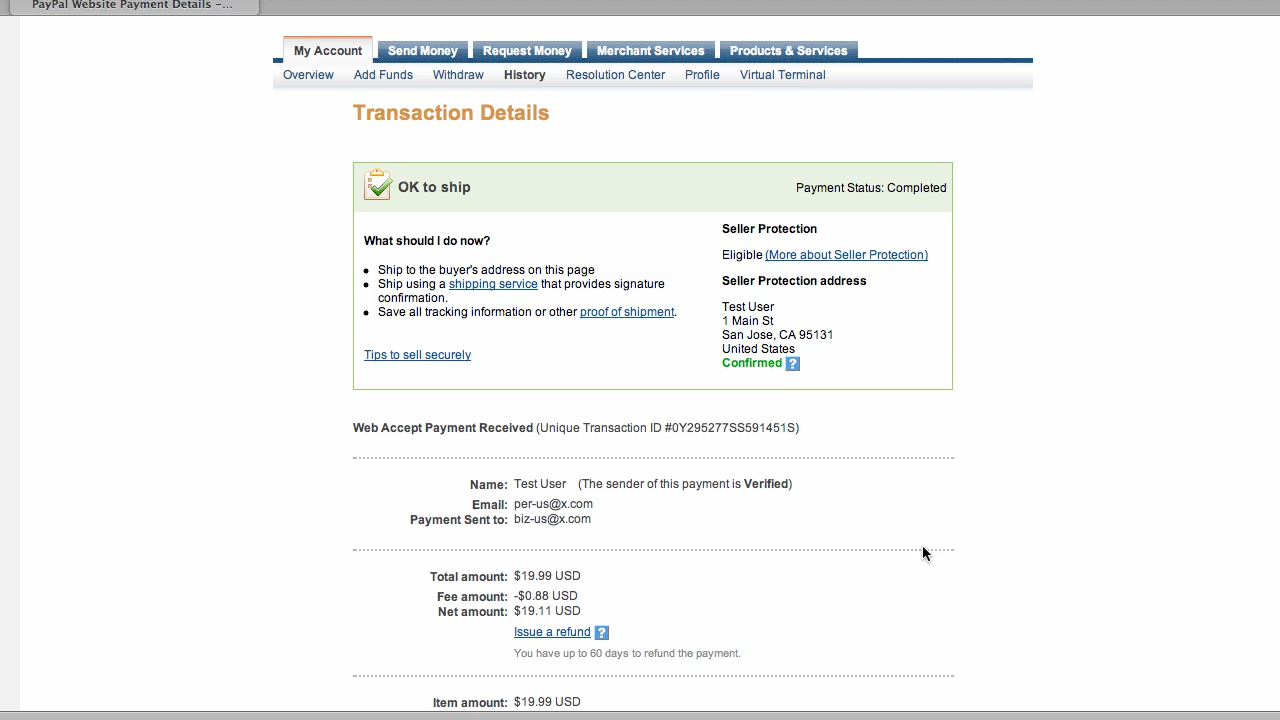 PayPal Website Payment Details –...
My Account Send Money Request Money Merchant Services Products & Services
Overview Add Funds Withdraw History Resolution Center Profile Virtual Terminal
Transaction Details
OK to ship
Payment Status: Completed
What should I do now?
Ship to the buyer's address on this page
Ship using a shipping service that provides signature
confirmation.
Save all tracking information or other proof of shipment.
Tips to sell securely
Seller Protection
Eligible (More about Seller Protection)
Seller Protection address
Test User
1 Main St
San Jose, CA 95131
United States
Confirmed ?
Web Accept Payment Received (Unique Transaction ID #0Y295277SS591451S)
Name: Test User (The sender of this payment is Verified)
Email: per-us@x.com
Payment Sent to: biz-us@x.com
Total amount: $19.99 USD
Fee amount: -$0.88 USD
Net amount: $19.11 USD
Issue a refund ?
You have up to 60 days to refund the payment.
Item amount: $19.99 USD